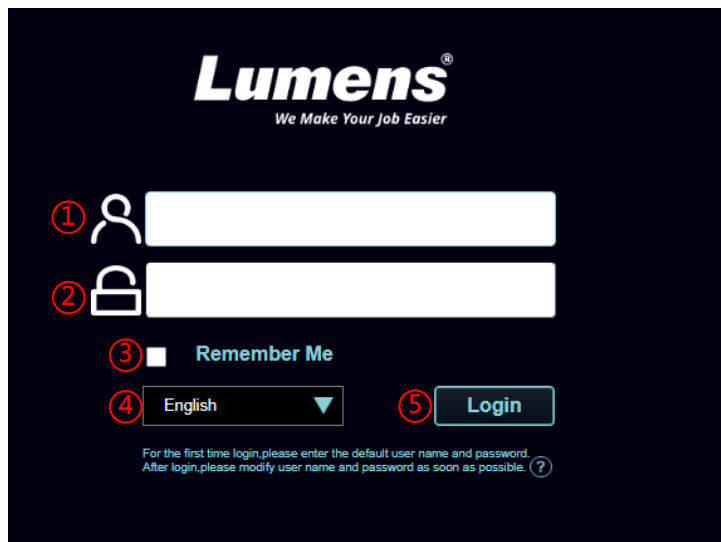 Lumens®
We Make Your Job Easier
①
②
③ Remember Me
④ English
⑤ Login
For the first time login,please enter the default user name and password.
After login,please modify user name and password as soon as possible. ?